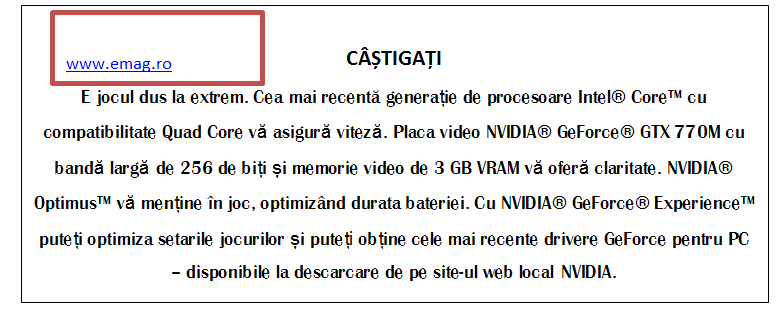 www.emag.ro
CÂȘTIGAȚI
E jocul dus la extrem. Cea mai recentă generație de procesoare Intel® Core™ cu
compatibilitate Quad Core vă asigură viteză. Placa video NVIDIA® GeForce® GTX 770M cu
bandă largă de 256 de biți și memorie video de 3 GB VRAM vă oferă claritate. NVIDIA®
Optimus™ vă menține în joc, optimizând durata bateriei. Cu NVIDIA® GeForce® Experience™
puteți optimiza setarile jocurilor și puteți obține cele mai recente drivere GeForce pentru PC
– disponibile la descarcare de pe site-ul web local NVIDIA.